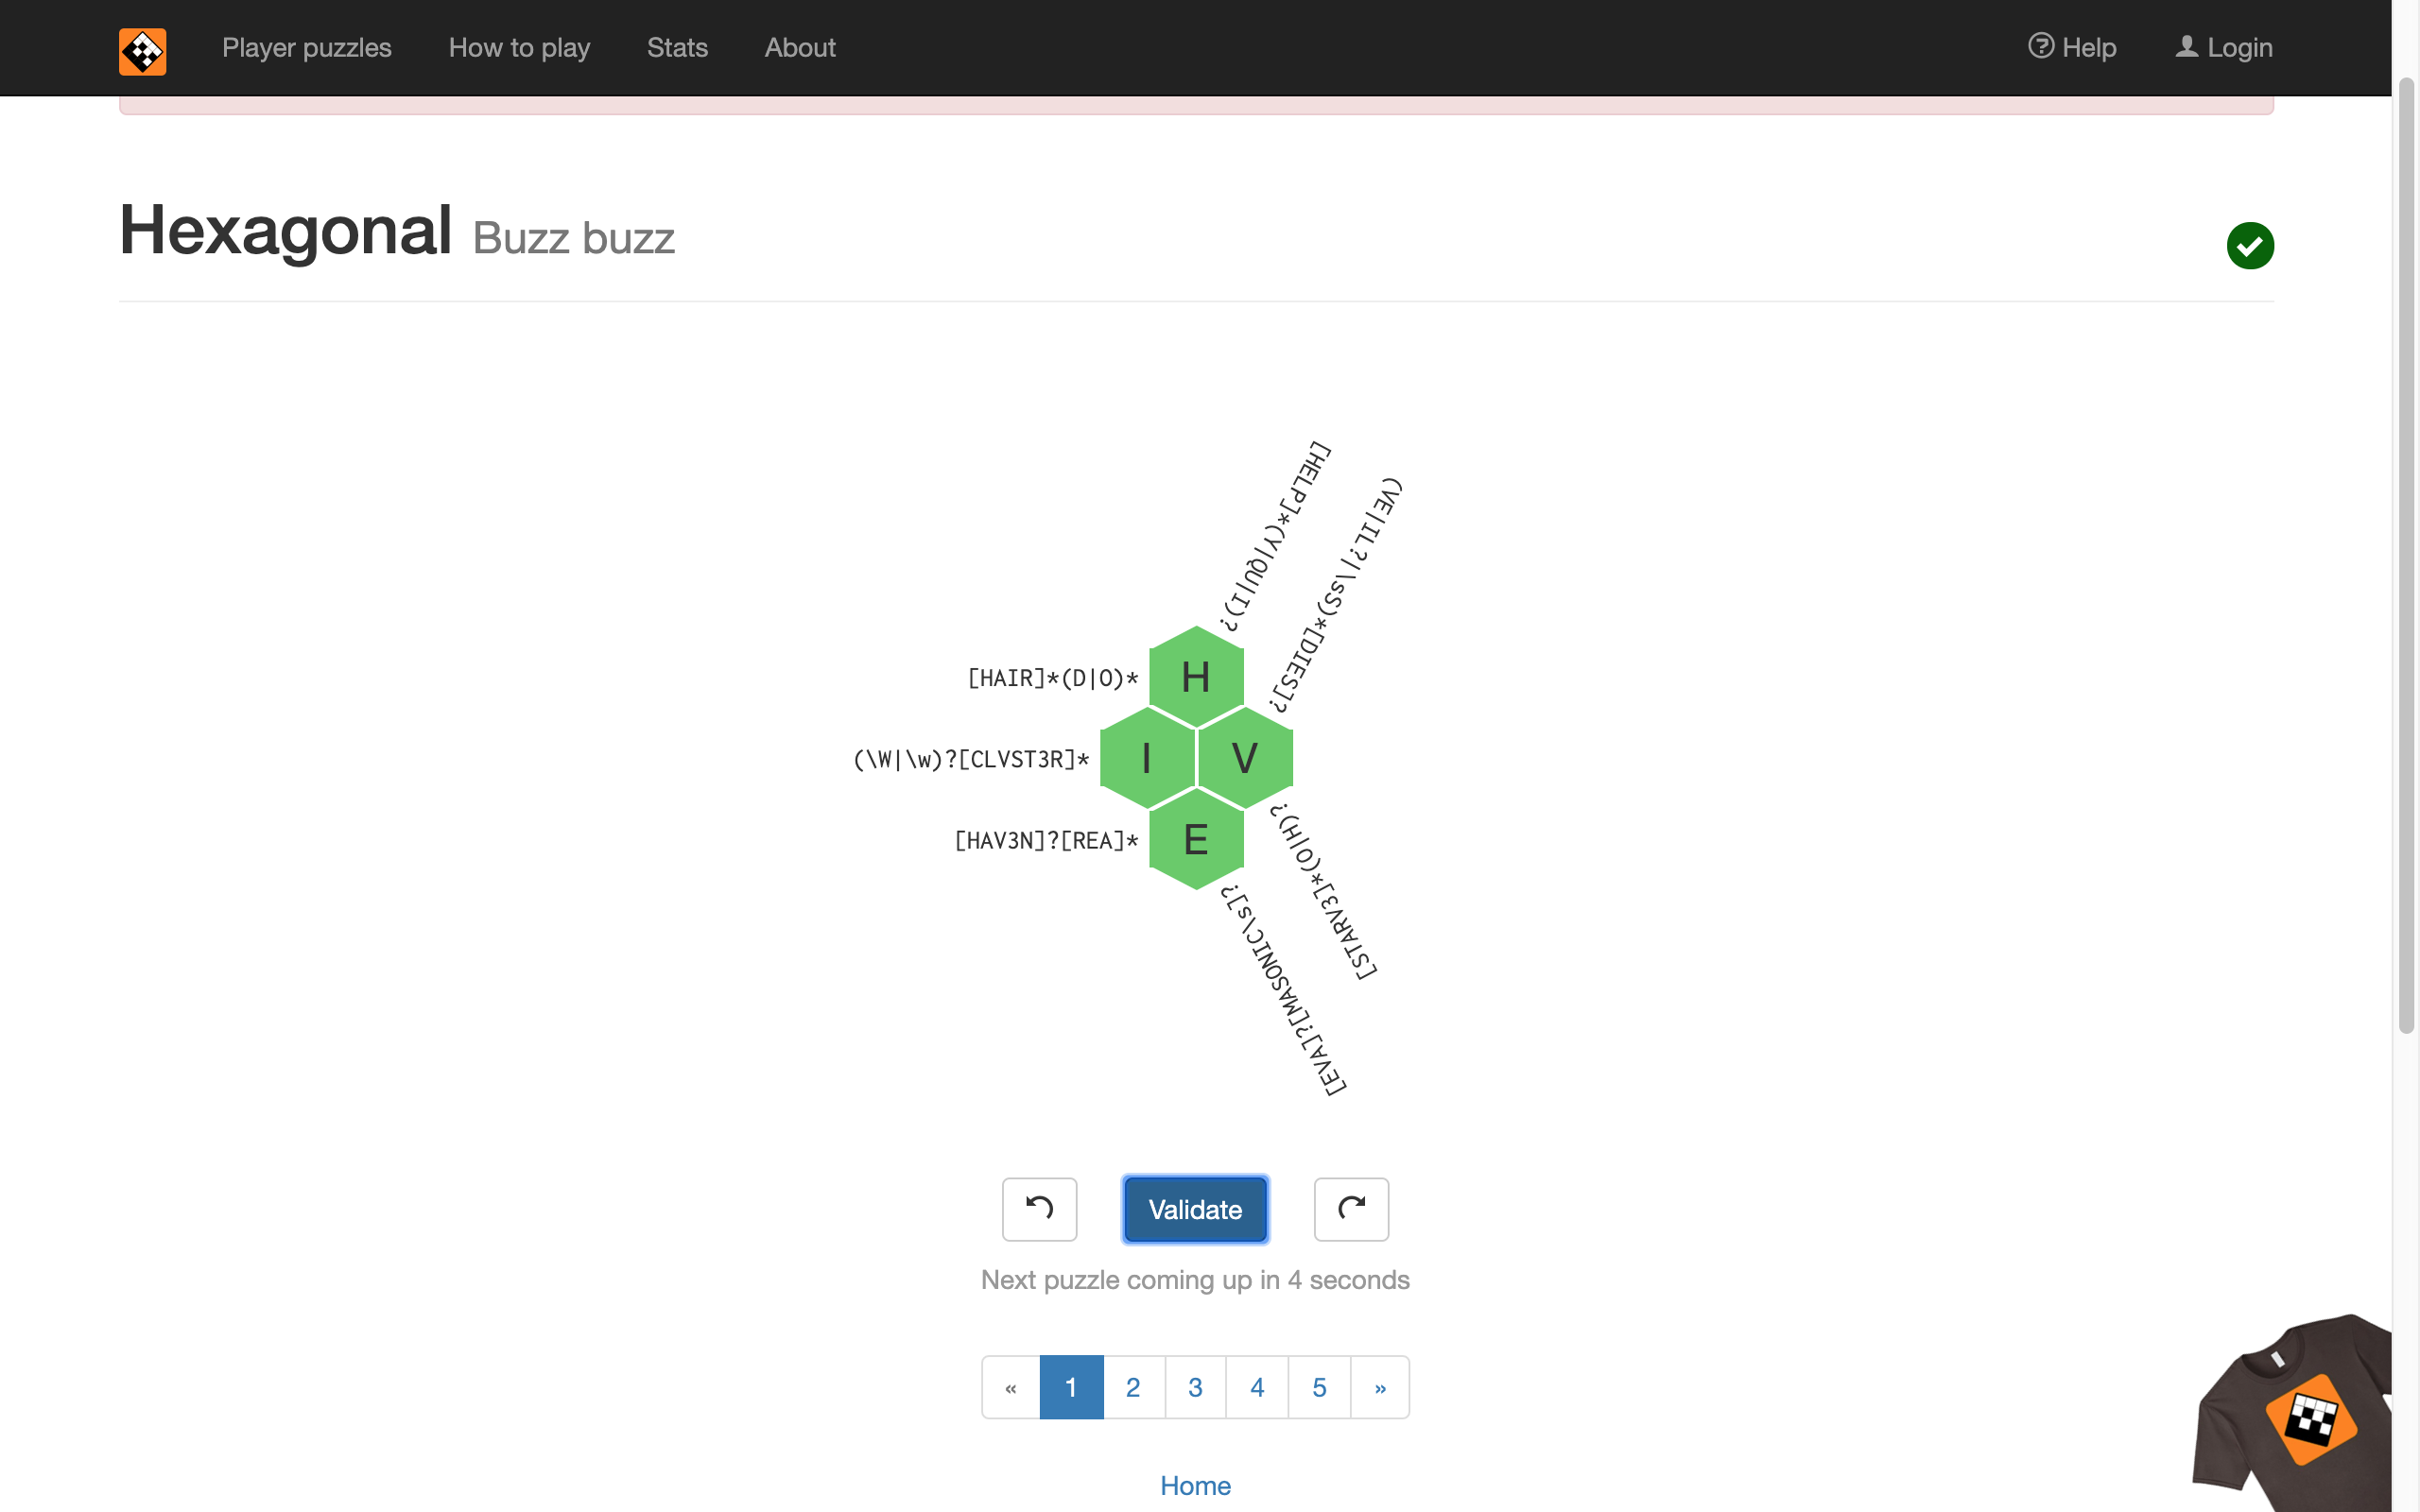 Player puzzles How to play Stats About Help Login
Hexagonal Buzz buzz
[HELP]*(Y|QU|I)?
(VE|IL?|\sS)*[DIES]?
[HAIR]*(D|O)* H
(\W|\w)?[CLVST3R]* I V
[HAV3N]?[REA]* E
[STARV3]*(O|H)?
[EVA]?[MASONIC\s]?
Validate
Next puzzle coming up in 4 seconds
« 1 2 3 4 5 »
Home